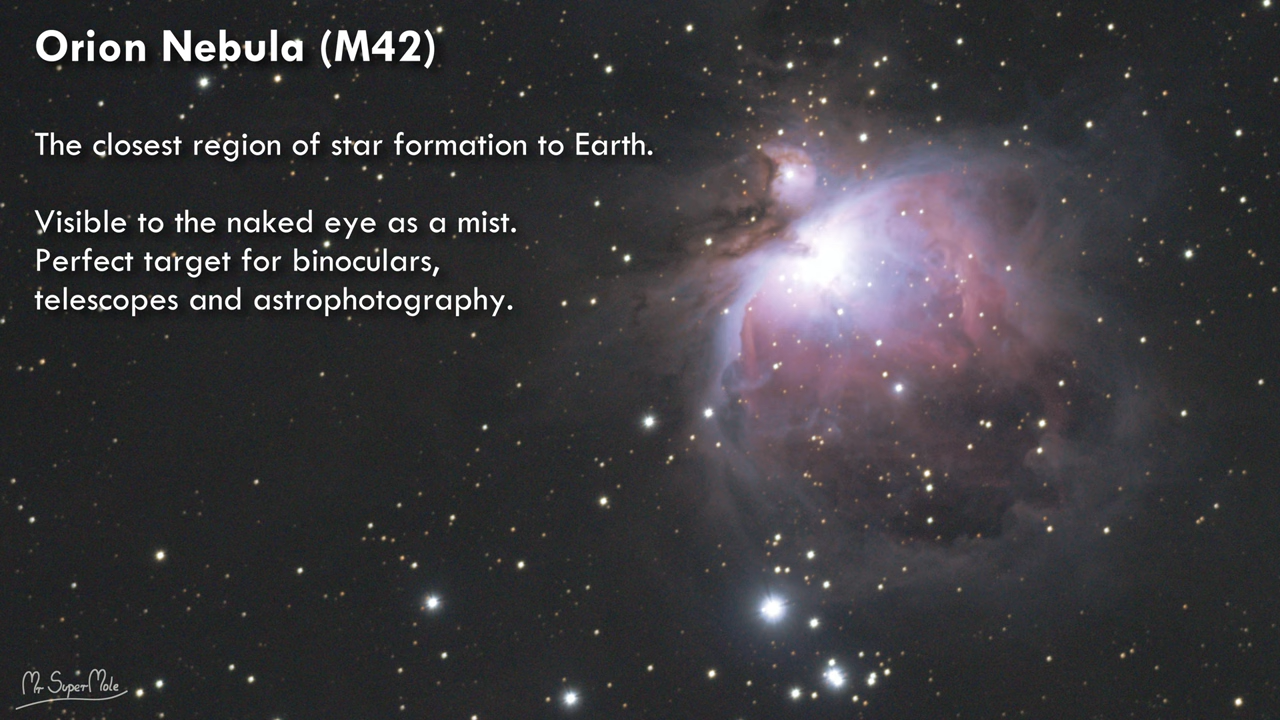 Orion Nebula (M42)
The closest region of star formation to Earth.
Visible to the naked eye as a mist.
Perfect target for binoculars,
telescopes and astrophotography.
Mr SuperMole